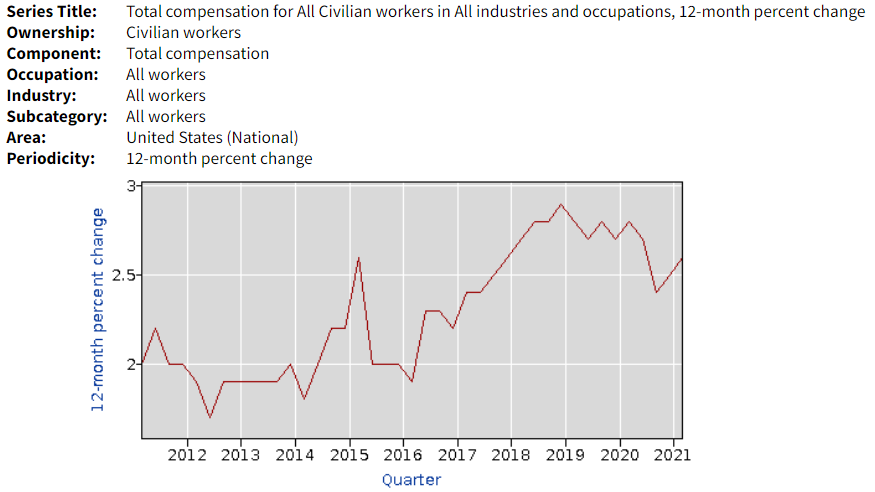 Series Title: Total compensation for All Civilian workers in All industries and occupations, 12-month percent change
Ownership: Civilian workers
Component: Total compensation
Occupation: All workers
Industry: All workers
Subcategory: All workers
Area: United States (National)
Periodicity: 12-month percent change
3
12-month percent change
2.5
2
2012 2013 2014 2015 2016 2017 2018 2019 2020 2021
Quarter